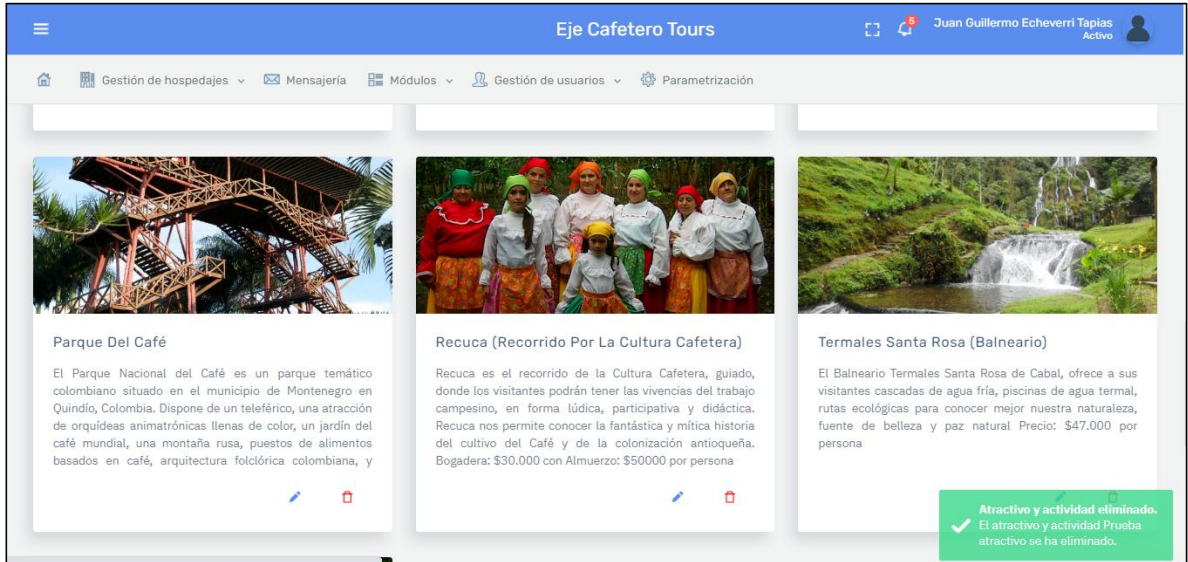 Eje Cafetero Tours
5
Juan Guillermo Echeverri Tapias
Activo
Gestión de hospedajes
Mensajería
Módulos
Gestión de usuarios
Parametrización
Parque Del Café
El Parque Nacional del Café es un parque temático
colombiano situado en el municipio de Montenegro en
Quindío, Colombia. Dispone de un teleférico, una atracción
de orquídeas animatrónicas llenas de color, un jardín del
café mundial, una montaña rusa, puestos de alimentos
basados en café, arquitectura folclórica colombiana, y
Recuca (Recorrido Por La Cultura Cafetera)
Recuca es el recorrido de la Cultura Cafetera, guiado,
donde los visitantes podrán tener las vivencias del trabajo
campesino, en forma lúdica, participativa y didáctica.
Recuca nos permite conocer la fantástica y mítica historia
del cultivo del Café y de la colonización antioqueña.
Bogadera: $30.000 con Almuerzo: $50000 por persona
Termales Santa Rosa (Balneario)
El Balneario Termales Santa Rosa de Cabal, ofrece a sus
visitantes cascadas de agua fría, piscinas de agua termal,
rutas ecológicas para conocer mejor nuestra naturaleza,
fuente de belleza y paz natural Precio: $47.000 por
persona
Atractivo y actividad eliminado.
El atractivo y actividad Prueba
atractivo se ha eliminado.